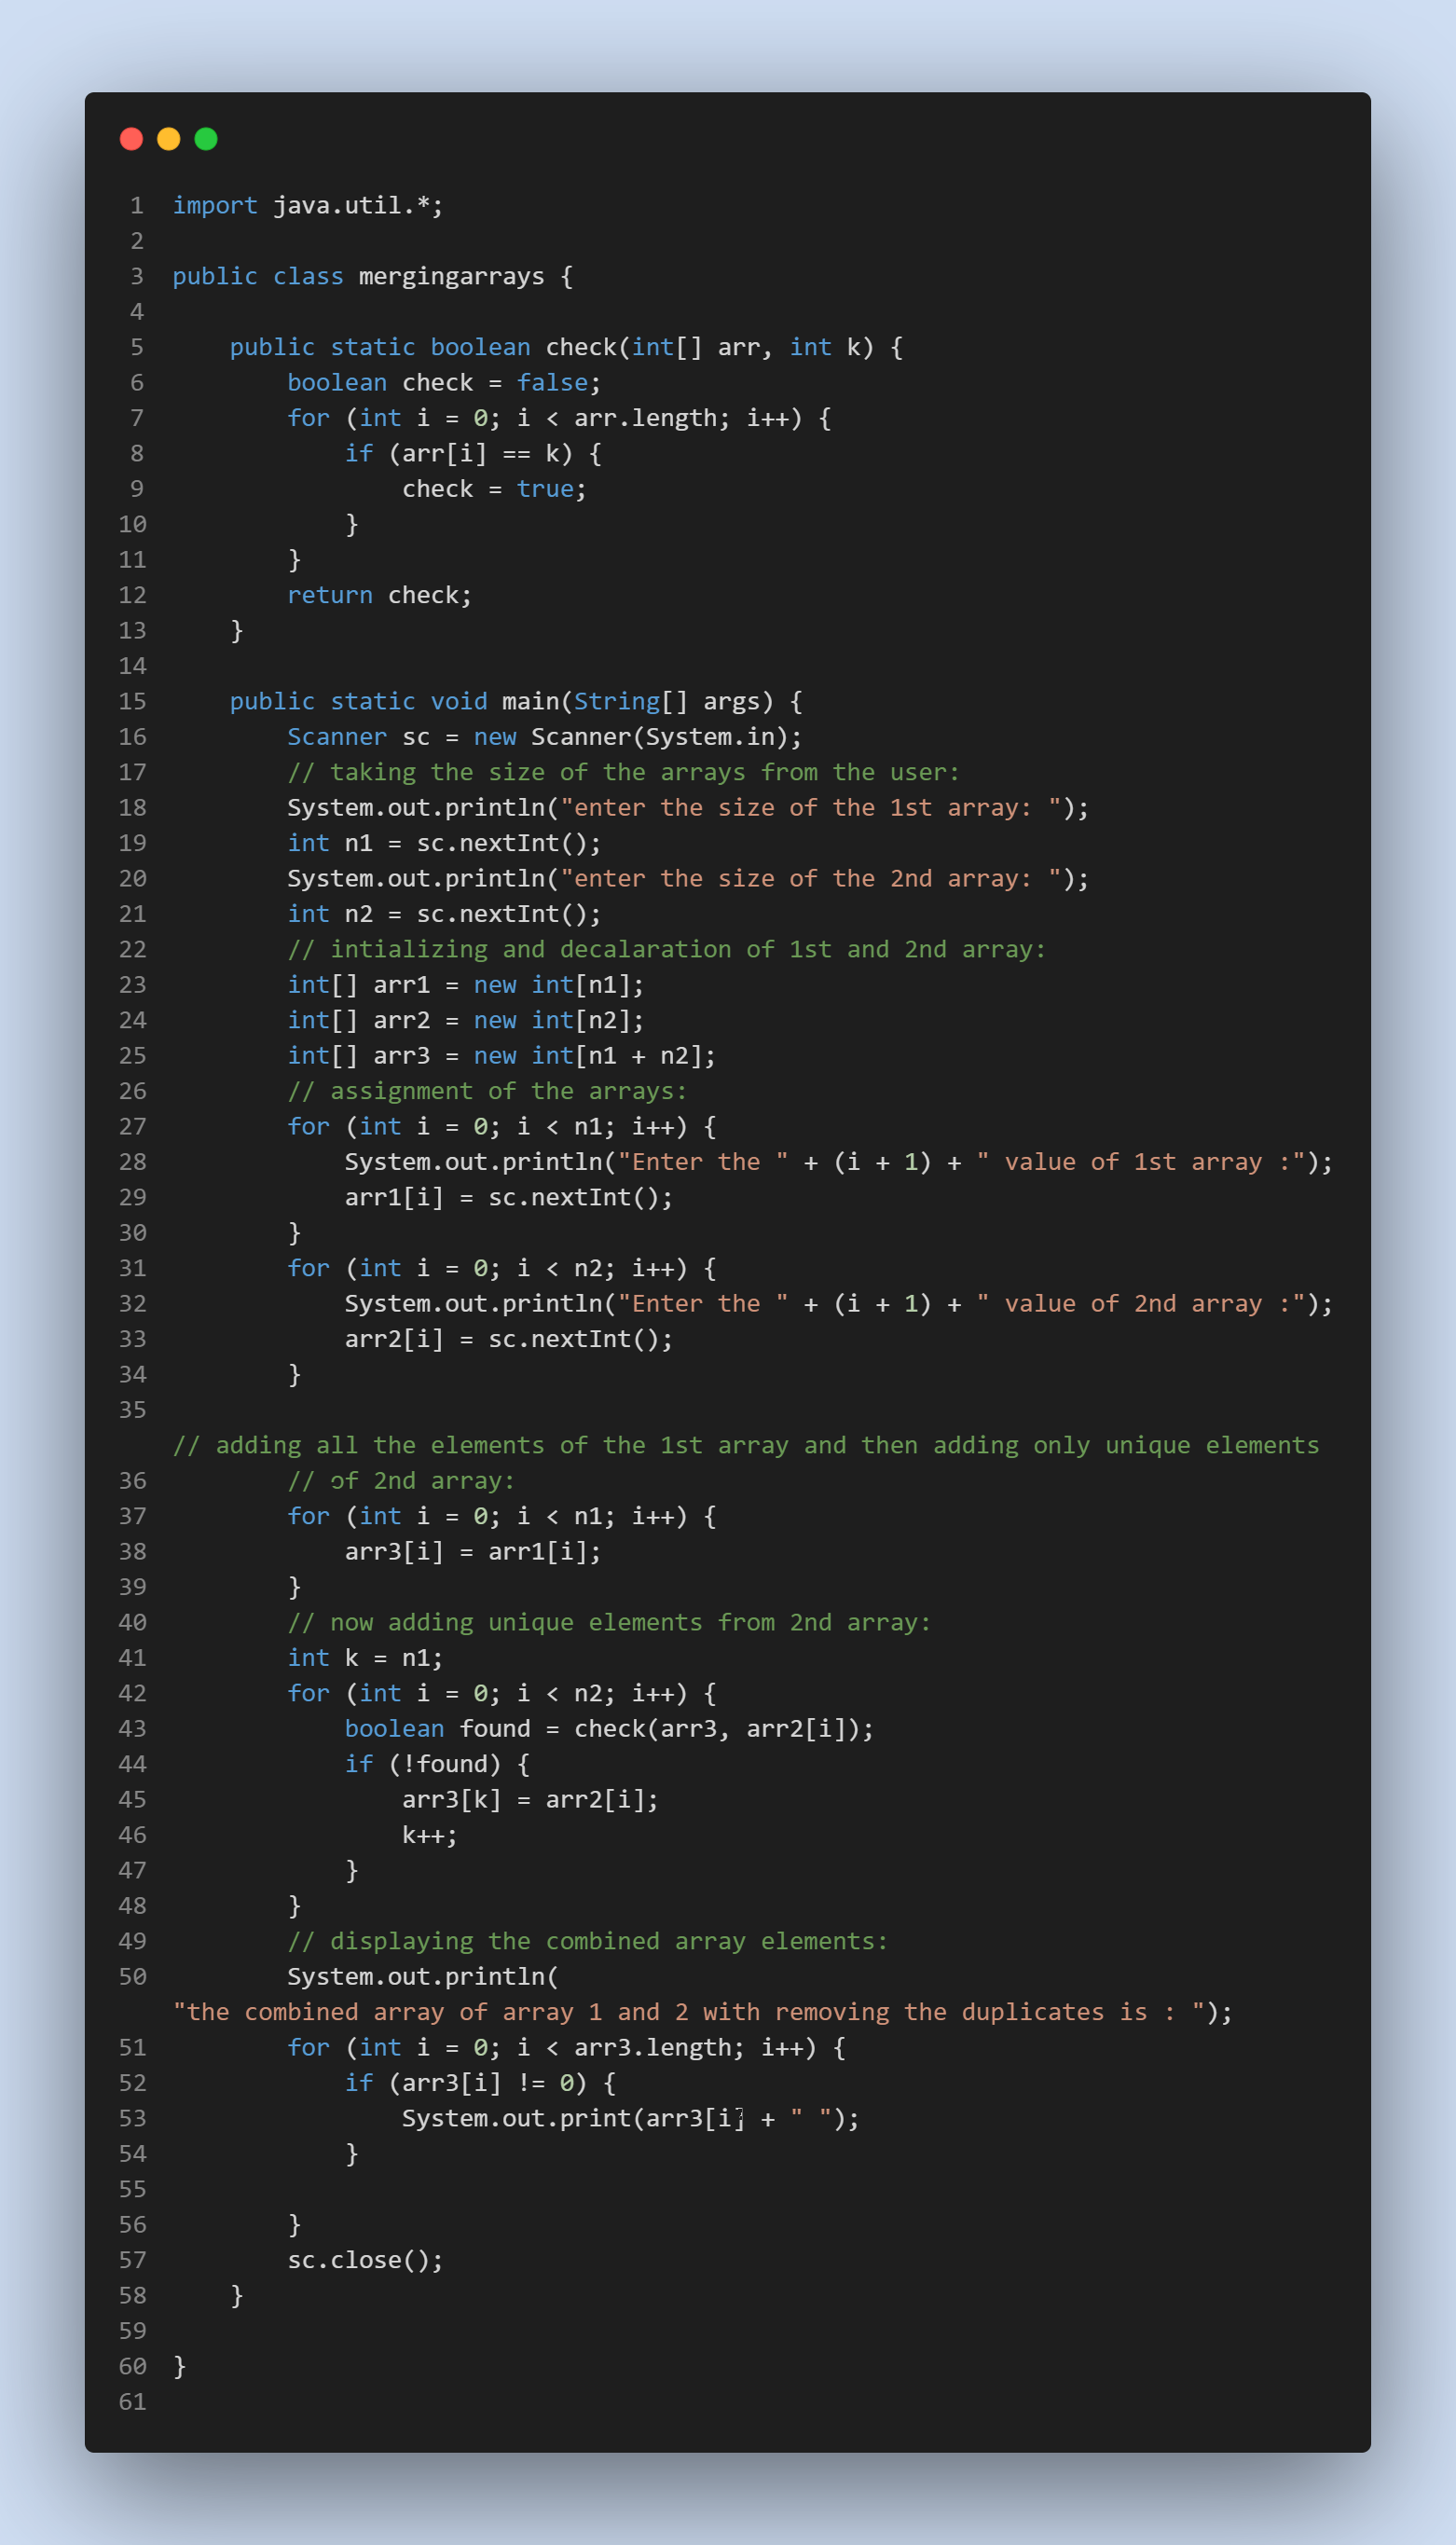 1 import java.util.*;
2
3 public class mergingarrays {
4
5     public static boolean check(int[] arr, int k) {
6         boolean check = false;
7         for (int i = 0; i < arr.length; i++) {
8             if (arr[i] == k) {
9                 check = true;
10             }
11         }
12         return check;
13     }
14
15     public static void main(String[] args) {
16         Scanner sc = new Scanner(System.in);
17         // taking the size of the arrays from the user:
18         System.out.println("enter the size of the 1st array: ");
19         int n1 = sc.nextInt();
20         System.out.println("enter the size of the 2nd array: ");
21         int n2 = sc.nextInt();
22         // intializing and decalaration of 1st and 2nd array:
23         int[] arr1 = new int[n1];
24         int[] arr2 = new int[n2];
25         int[] arr3 = new int[n1 + n2];
26         // assignment of the arrays:
27         for (int i = 0; i < n1; i++) {
28             System.out.println("Enter the " + (i + 1) + " value of 1st array :");
29             arr1[i] = sc.nextInt();
30         }
31         for (int i = 0; i < n2; i++) {
32             System.out.println("Enter the " + (i + 1) + " value of 2nd array :");
33             arr2[i] = sc.nextInt();
34         }
35
// adding all the elements of the 1st array and then adding only unique elements
36         // of 2nd array:
37         for (int i = 0; i < n1; i++) {
38             arr3[i] = arr1[i];
39         }
40         // now adding unique elements from 2nd array:
41         int k = n1;
42         for (int i = 0; i < n2; i++) {
43             boolean found = check(arr3, arr2[i]);
44             if (!found) {
45                 arr3[k] = arr2[i];
46                 k++;
47             }
48         }
49         // displaying the combined array elements:
50         System.out.println(
"the combined array of array 1 and 2 with removing the duplicates is : ");
51         for (int i = 0; i < arr3.length; i++) {
52             if (arr3[i] != 0) {
53                 System.out.print(arr3[i] + " ");
54             }
55
56         }
57         sc.close();
58     }
59
60 }
61